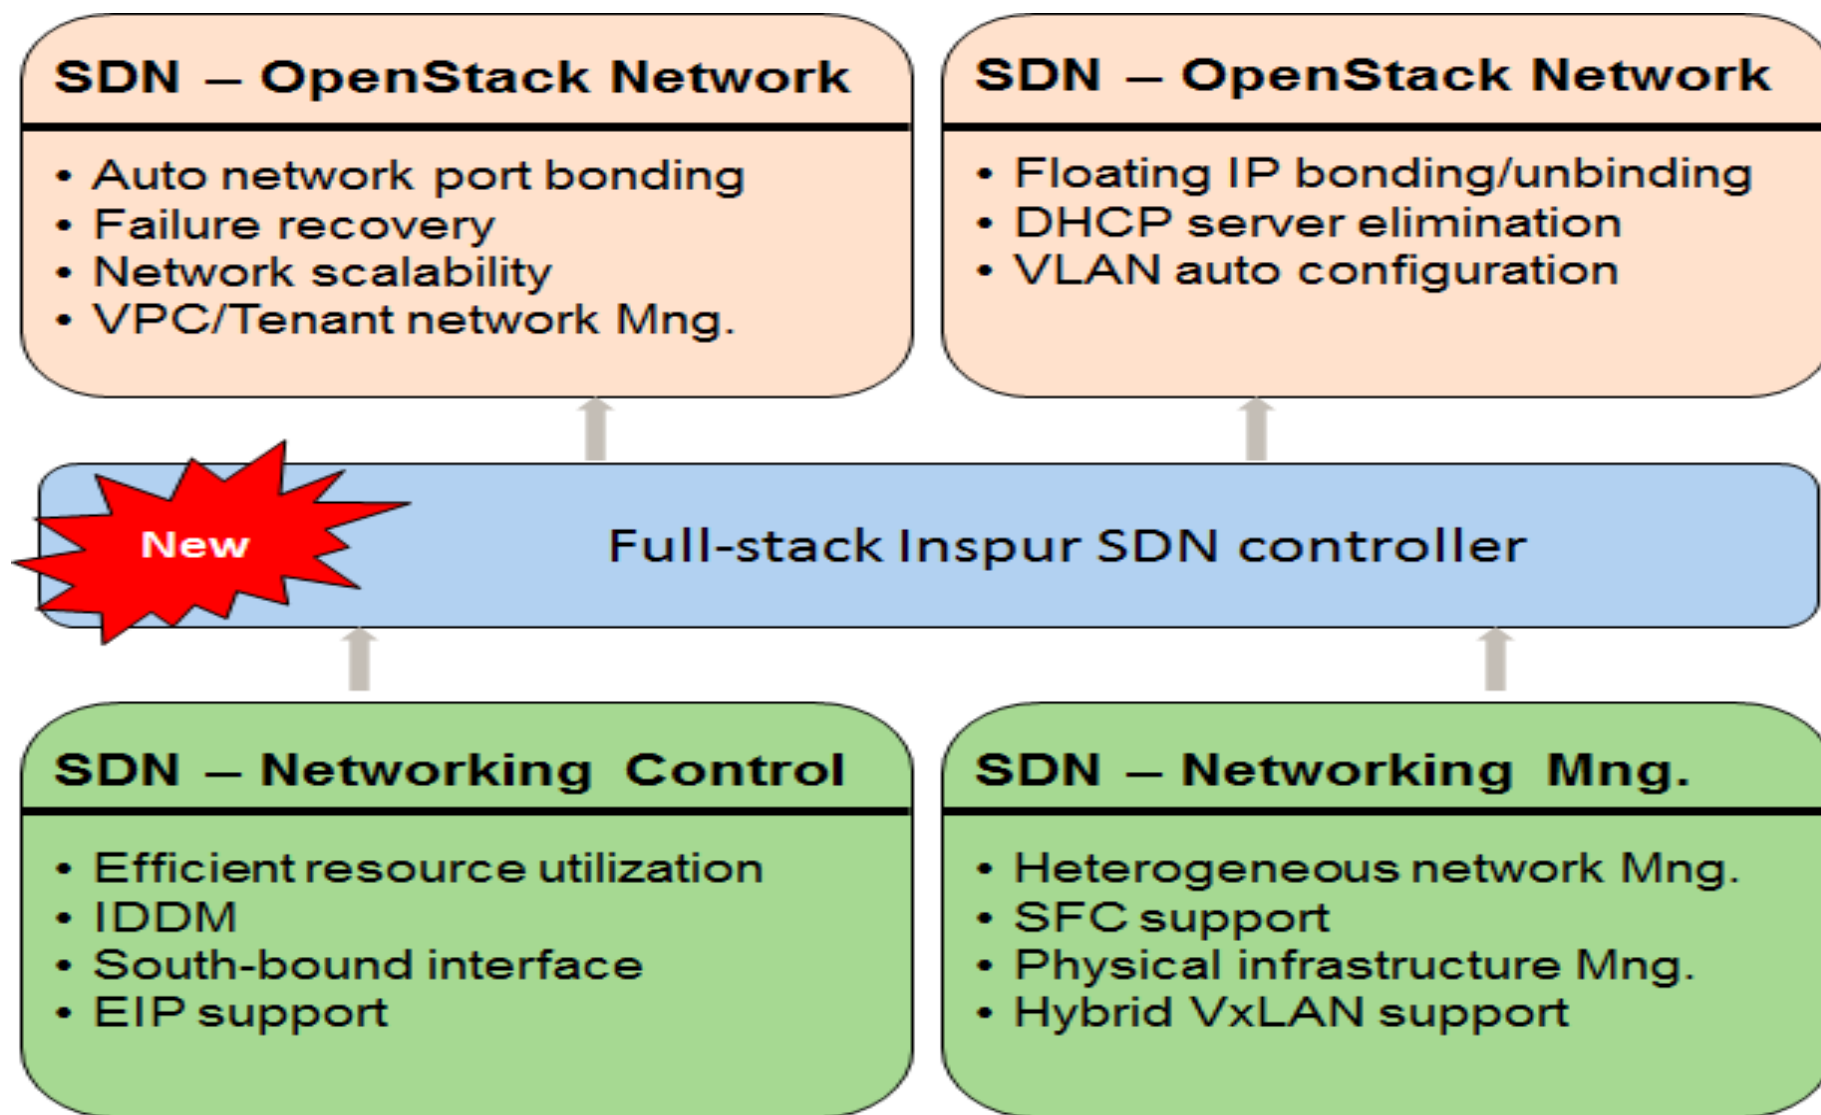 SDN – OpenStack Network
• Auto network port bonding
• Failure recovery
• Network scalability
• VPC/Tenant network Mng.
SDN – OpenStack Network
• Floating IP bonding/unbinding
• DHCP server elimination
• VLAN auto configuration
New
Full-stack Inspur SDN controller
SDN – Networking Control
• Efficient resource utilization
• IDDM
• South-bound interface
• EIP support
SDN – Networking Mng.
• Heterogeneous network Mng.
• SFC support
• Physical infrastructure Mng.
• Hybrid VxLAN support